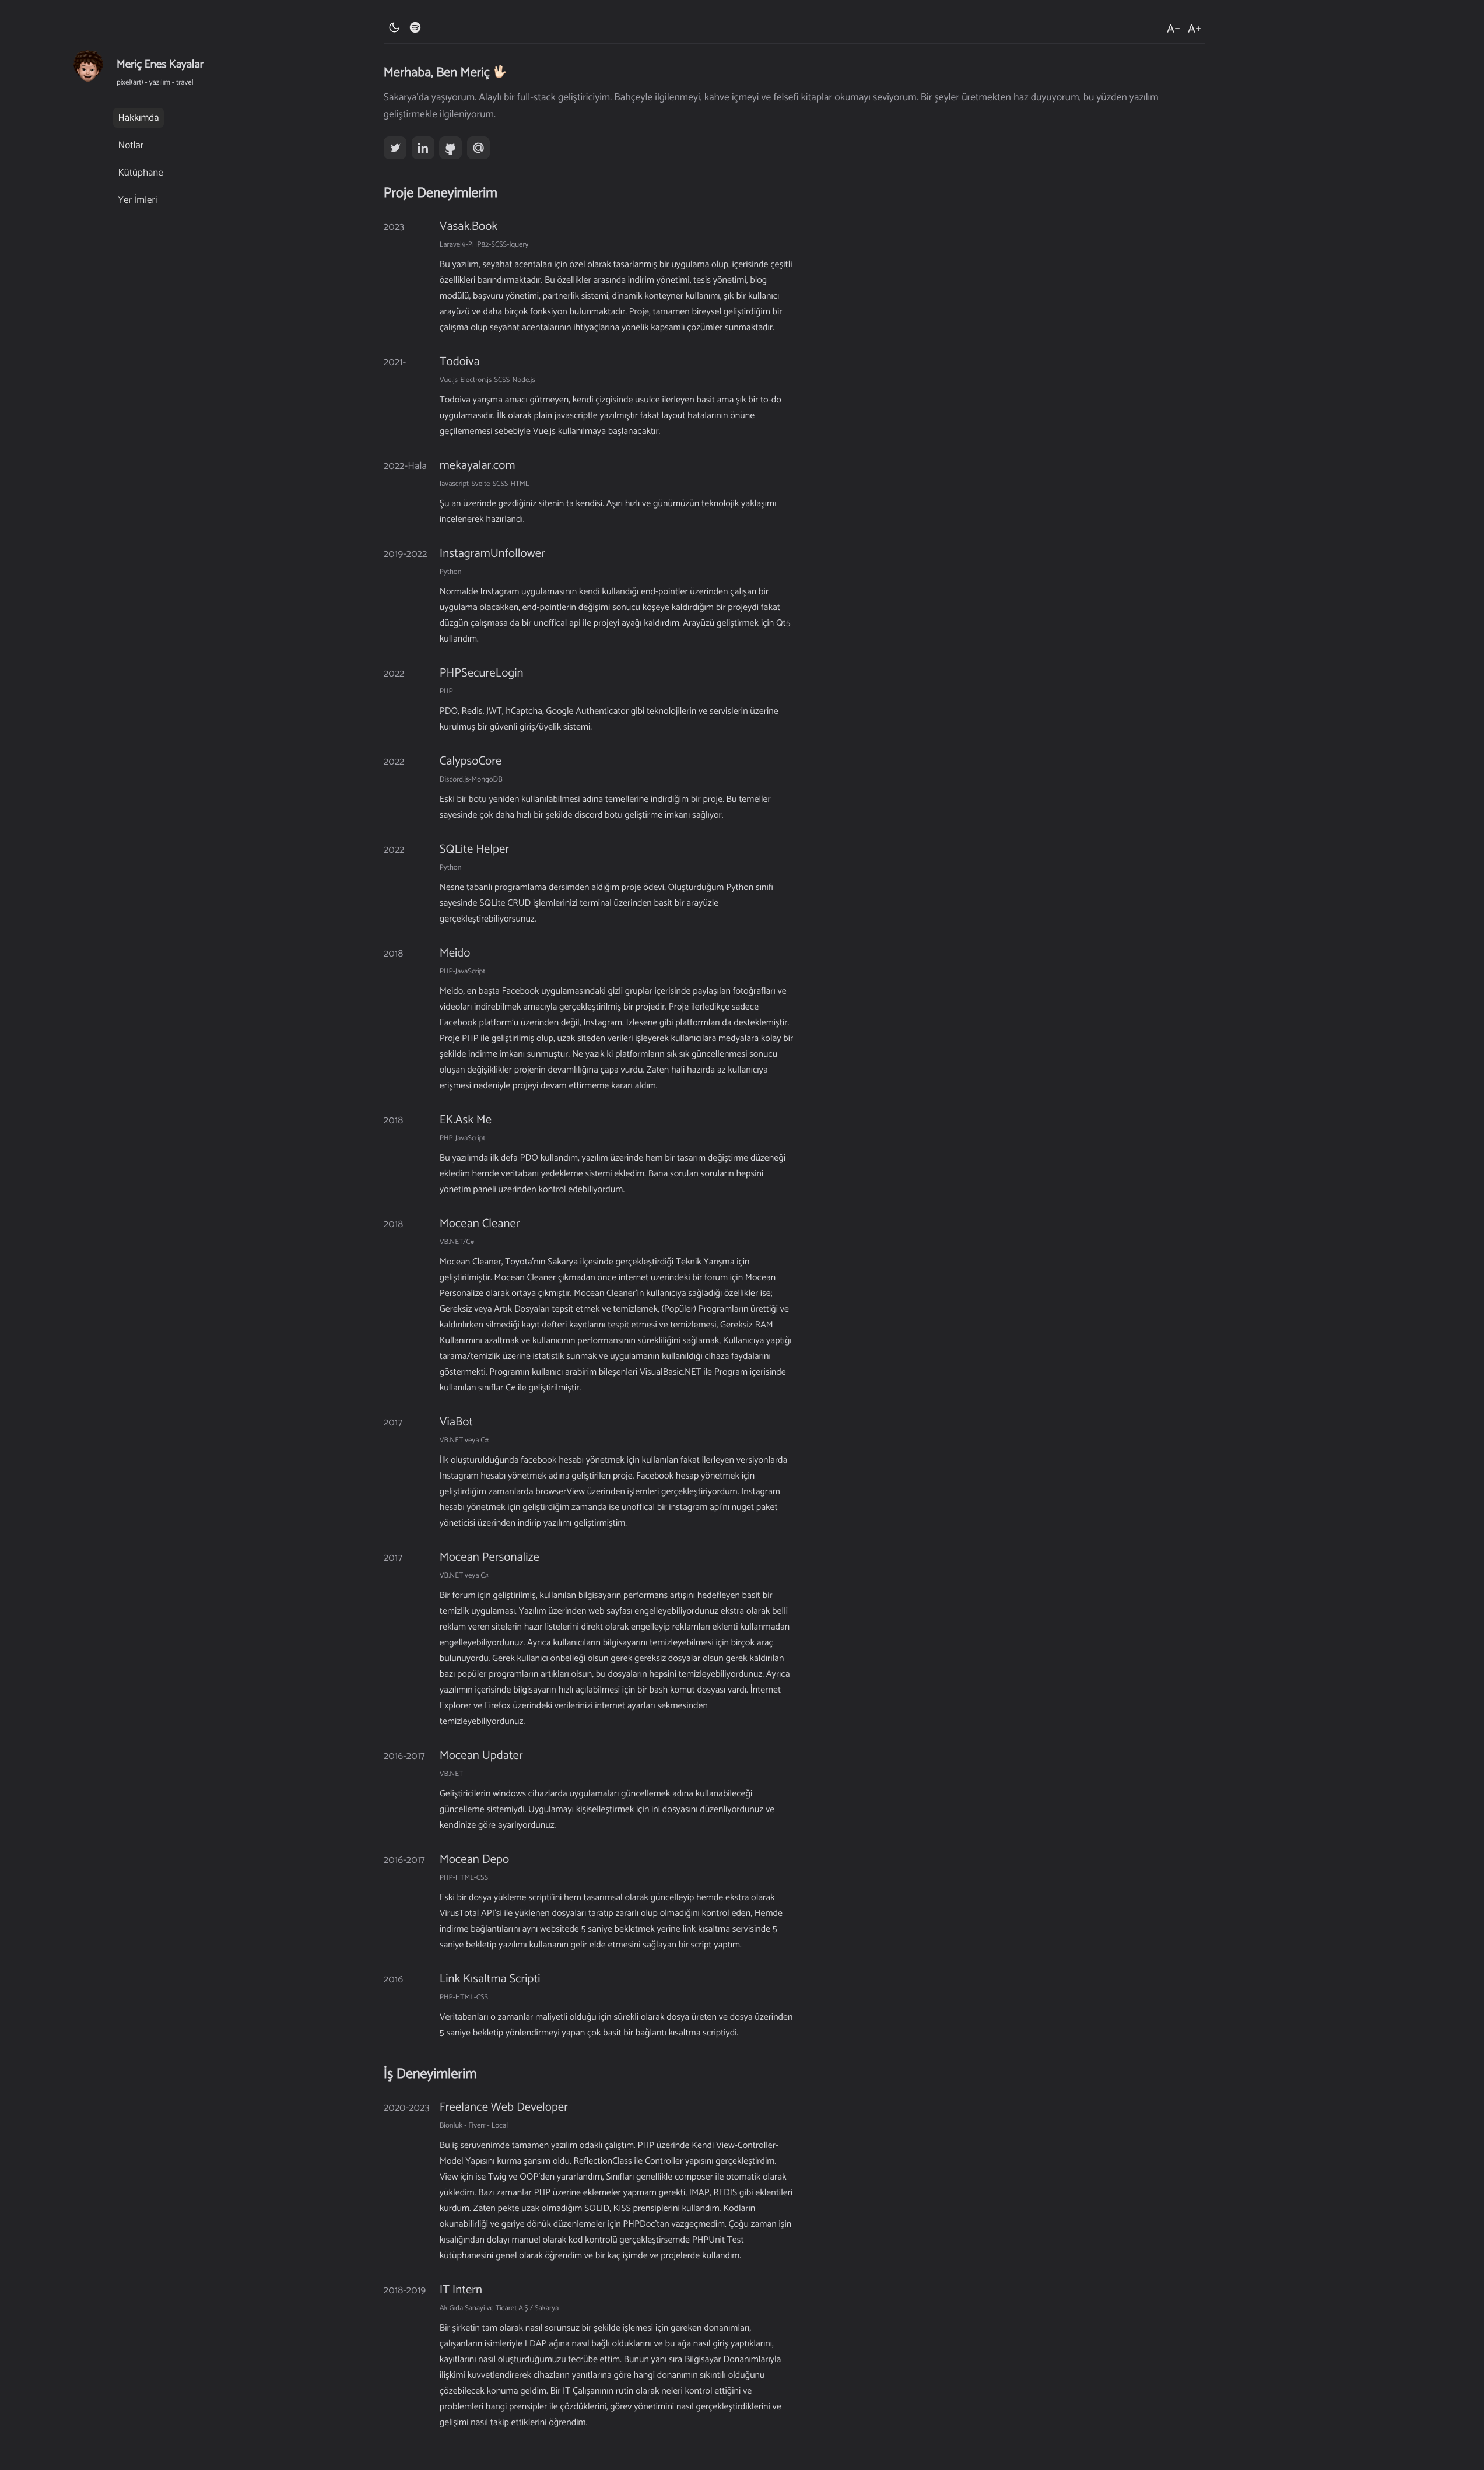 A− A+
Meriç Enes Kayalar
pixel(art) - yazılım - travel
Hakkımda
Notlar
Kütüphane
Yer İmleri
Merhaba, Ben Meriç 🖖🏻
Sakarya'da yaşıyorum. Alaylı bir full-stack geliştiriciyim. Bahçeyle ilgilenmeyi, kahve içmeyi ve felsefi kitaplar okumayı seviyorum. Bir şeyler üretmekten haz duyuyorum, bu yüzden yazılım
geliştirmekle ilgileniyorum.
Proje Deneyimlerim
2023
Vasak.Book
Laravel9-PHP82-SCSS-Jquery
Bu yazılım, seyahat acentaları için özel olarak tasarlanmış bir uygulama olup, içerisinde çeşitli
özellikleri barındırmaktadır. Bu özellikler arasında indirim yönetimi, tesis yönetimi, blog
modülü, başvuru yönetimi, partnerlik sistemi, dinamik konteyner kullanımı, şık bir kullanıcı
arayüzü ve daha birçok fonksiyon bulunmaktadır. Proje, tamamen bireysel geliştirdiğim bir
çalışma olup seyahat acentalarının ihtiyaçlarına yönelik kapsamlı çözümler sunmaktadır.
2021-
Todoiva
Vue.js-Electron.js-SCSS-Node.js
Todoiva yarışma amacı gütmeyen, kendi çizgisinde usulce ilerleyen basit ama şık bir to-do
uygulamasıdır. İlk olarak plain javascriptle yazılmıştır fakat layout hatalarının önüne
geçilememesi sebebiyle Vue.js kullanılmaya başlanacaktır.
2022-Hala
mekayalar.com
Javascript-Svelte-SCSS-HTML
Şu an üzerinde gezdiğiniz sitenin ta kendisi. Aşırı hızlı ve günümüzün teknolojik yaklaşımı
incelenerek hazırlandı.
2019-2022
InstagramUnfollower
Python
Normalde Instagram uygulamasının kendi kullandığı end-pointler üzerinden çalışan bir
uygulama olacakken, end-pointlerin değişimi sonucu köşeye kaldırdığım bir projeydi fakat
düzgün çalışmasa da bir unoffical api ile projeyi ayağı kaldırdım. Arayüzü geliştirmek için Qt5
kullandım.
2022
PHPSecureLogin
PHP
PDO, Redis, JWT, hCaptcha, Google Authenticator gibi teknolojilerin ve servislerin üzerine
kurulmuş bir güvenli giriş/üyelik sistemi.
2022
CalypsoCore
Discord.js-MongoDB
Eski bir botu yeniden kullanılabilmesi adına temellerine indirdiğim bir proje. Bu temeller
sayesinde çok daha hızlı bir şekilde discord botu geliştirme imkanı sağlıyor.
2022
SQLite Helper
Python
Nesne tabanlı programlama dersimden aldığım proje ödevi, Oluşturduğum Python sınıfı
sayesinde SQLite CRUD işlemlerinizi terminal üzerinden basit bir arayüzle
gerçekleştirebiliyorsunuz.
2018
Meido
PHP-JavaScript
Meido, en başta Facebook uygulamasındaki gizli gruplar içerisinde paylaşılan fotoğrafları ve
videoları indirebilmek amacıyla gerçekleştirilmiş bir projedir. Proje ilerledikçe sadece
Facebook platform'u üzerinden değil, Instagram, Izlesene gibi platformları da desteklemiştir.
Proje PHP ile geliştirilmiş olup, uzak siteden verileri işleyerek kullanıcılara medyalara kolay bir
şekilde indirme imkanı sunmuştur. Ne yazık ki platformların sık sık güncellenmesi sonucu
oluşan değişiklikler projenin devamlılığına çapa vurdu. Zaten hali hazırda az kullanıcıya
erişmesi nedeniyle projeyi devam ettirmeme kararı aldım.
2018
EK.Ask Me
PHP-JavaScript
Bu yazılımda ilk defa PDO kullandım, yazılım üzerinde hem bir tasarım değiştirme düzeneği
ekledim hemde veritabanı yedekleme sistemi ekledim. Bana sorulan soruların hepsini
yönetim paneli üzerinden kontrol edebiliyordum.
2018
Mocean Cleaner
VB.NET/C#
Mocean Cleaner, Toyota'nın Sakarya ilçesinde gerçekleştirdiği Teknik Yarışma için
geliştirilmiştir. Mocean Cleaner çıkmadan önce internet üzerindeki bir forum için Mocean
Personalize olarak ortaya çıkmıştır. Mocean Cleaner'in kullanıcıya sağladığı özellikler ise;
Gereksiz veya Artık Dosyaları tepsit etmek ve temizlemek, (Popüler) Programların ürettiği ve
kaldırılırken silmediği kayıt defteri kayıtlarını tespit etmesi ve temizlemesi, Gereksiz RAM
Kullanımını azaltmak ve kullanıcının performansının sürekliliğini sağlamak, Kullanıcıya yaptığı
tarama/temizlik üzerine istatistik sunmak ve uygulamanın kullanıldığı cihaza faydalarını
göstermekti. Programın kullanıcı arabirim bileşenleri VisualBasic.NET ile Program içerisinde
kullanılan sınıflar C# ile geliştirilmiştir.
2017
ViaBot
VB.NET veya C#
İlk oluşturulduğunda facebook hesabı yönetmek için kullanılan fakat ilerleyen versiyonlarda
Instagram hesabı yönetmek adına geliştirilen proje. Facebook hesap yönetmek için
geliştirdiğim zamanlarda browserView üzerinden işlemleri gerçekleştiriyordum. Instagram
hesabı yönetmek için geliştirdiğim zamanda ise unoffical bir instagram api'nı nuget paket
yöneticisi üzerinden indirip yazılımı geliştirmiştim.
2017
Mocean Personalize
VB.NET veya C#
Bir forum için geliştirilmiş, kullanılan bilgisayarın performans artışını hedefleyen basit bir
temizlik uygulaması. Yazılım üzerinden web sayfası engelleyebiliyordunuz ekstra olarak belli
reklam veren sitelerin hazır listelerini direkt olarak engelleyip reklamları eklenti kullanmadan
engelleyebiliyordunuz. Ayrıca kullanıcıların bilgisayarını temizleyebilmesi için birçok araç
bulunuyordu. Gerek kullanıcı önbelleği olsun gerek gereksiz dosyalar olsun gerek kaldırılan
bazı popüler programların artıkları olsun, bu dosyaların hepsini temizleyebiliyordunuz. Ayrıca
yazılımın içerisinde bilgisayarın hızlı açılabilmesi için bir bash komut dosyası vardı. İnternet
Explorer ve Firefox üzerindeki verilerinizi internet ayarları sekmesinden
temizleyebiliyordunuz.
2016-2017
Mocean Updater
VB.NET
Geliştiricilerin windows cihazlarda uygulamaları güncellemek adına kullanabileceği
güncelleme sistemiydi. Uygulamayı kişiselleştirmek için ini dosyasını düzenliyordunuz ve
kendinize göre ayarlıyordunuz.
2016-2017
Mocean Depo
PHP-HTML-CSS
Eski bir dosya yükleme scripti'ini hem tasarımsal olarak güncelleyip hemde ekstra olarak
VirusTotal API'si ile yüklenen dosyaları taratıp zararlı olup olmadığını kontrol eden, Hemde
indirme bağlantılarını aynı websitede 5 saniye bekletmek yerine link kısaltma servisinde 5
saniye bekletip yazılımı kullananın gelir elde etmesini sağlayan bir script yaptım.
2016
Link Kısaltma Scripti
PHP-HTML-CSS
Veritabanları o zamanlar maliyetli olduğu için sürekli olarak dosya üreten ve dosya üzerinden
5 saniye bekletip yönlendirmeyi yapan çok basit bir bağlantı kısaltma scriptiydi.
İş Deneyimlerim
2020-2023
Freelance Web Developer
Bionluk - Fiverr - Local
Bu iş serüvenimde tamamen yazılım odaklı çalıştım. PHP üzerinde Kendi View-Controller-
Model Yapısını kurma şansım oldu. ReflectionClass ile Controller yapısını gerçekleştirdim.
View için ise Twig ve OOP'den yararlandım, Sınıfları genellikle composer ile otomatik olarak
yükledim. Bazı zamanlar PHP üzerine eklemeler yapmam gerekti, IMAP, REDIS gibi eklentileri
kurdum. Zaten pekte uzak olmadığım SOLID, KISS prensiplerini kullandım. Kodların
okunabilirliği ve geriye dönük düzenlemeler için PHPDoc'tan vazgeçmedim. Çoğu zaman işin
kısalığından dolayı manuel olarak kod kontrolü gerçekleştirsemde PHPUnit Test
kütüphanesini genel olarak öğrendim ve bir kaç işimde ve projelerde kullandım.
2018-2019
IT Intern
Ak Gıda Sanayi ve Ticaret A.Ş / Sakarya
Bir şirketin tam olarak nasıl sorunsuz bir şekilde işlemesi için gereken donanımları,
çalışanların isimleriyle LDAP ağına nasıl bağlı olduklarını ve bu ağa nasıl giriş yaptıklarını,
kayıtlarını nasıl oluşturduğumuzu tecrübe ettim. Bunun yanı sıra Bilgisayar Donanımlarıyla
ilişkimi kuvvetlendirerek cihazların yanıtlarına göre hangi donanımın sıkıntılı olduğunu
çözebilecek konuma geldim. Bir IT Çalışanının rutin olarak neleri kontrol ettiğini ve
problemleri hangi prensipler ile çözdüklerini, görev yönetimini nasıl gerçekleştirdiklerini ve
gelişimi nasıl takip ettiklerini öğrendim.